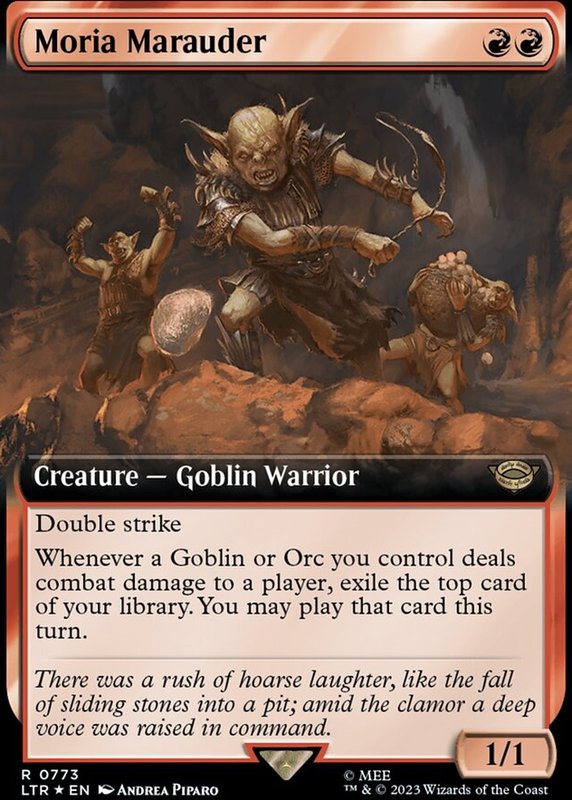 Moria Marauder
Creature — Goblin Warrior
Double strike
Whenever a Goblin or Orc you control deals
combat damage to a player, exile the top card
of your library. You may play that card this
turn.
There was a rush of hoarse laughter, like the fall
of sliding stones into a pit; amid the clamor a deep
voice was raised in command.
1/1
R 0773
LTR ★ EN Andrea Piparo
© MEE
™ & © 2023 Wizards of the Coast